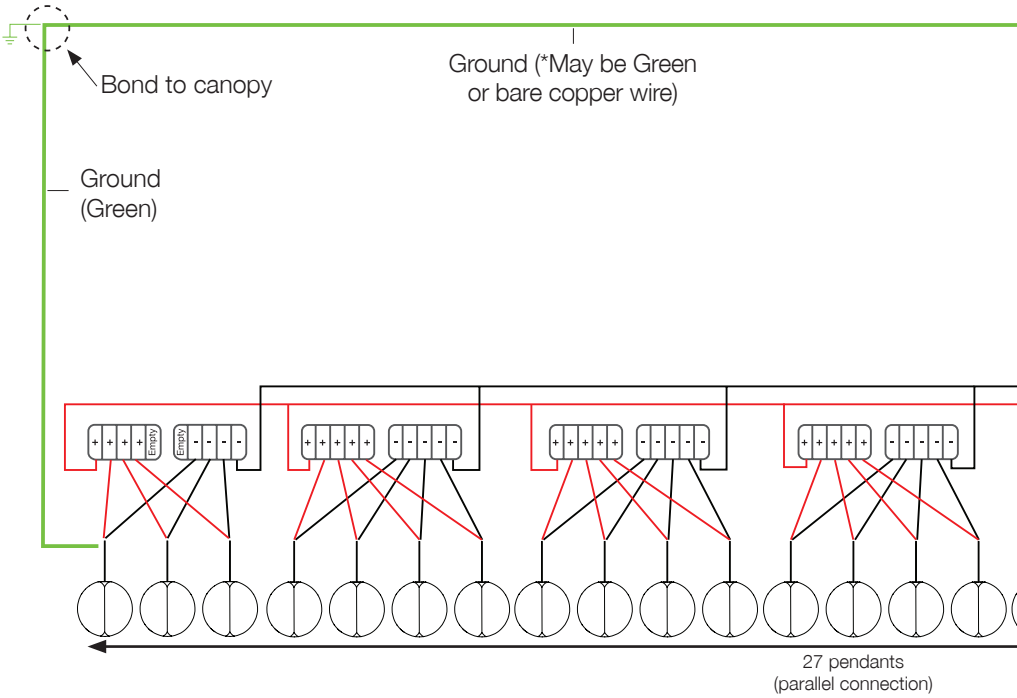 Bond to canopy
Ground (*May be Green
or bare copper wire)
Ground
(Green)
+ + + + Empty
Empty - - - -
+ + + + +
- - - - -
+ + + + +
- - - - -
+ + + + +
- - - - -
27 pendants
(parallel connection)